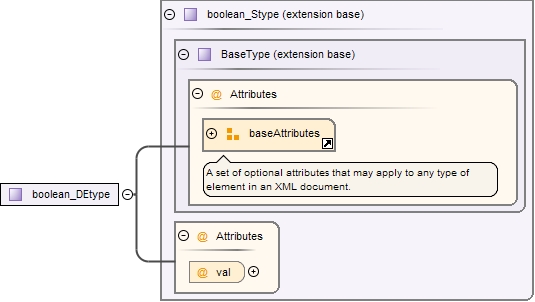 boolean_Stype (extension base)
BaseType (extension base)
@ Attributes
baseAttributes
A set of optional attributes that may apply to any type of
element in an XML document.
boolean_DEtype
@ Attributes
@ val